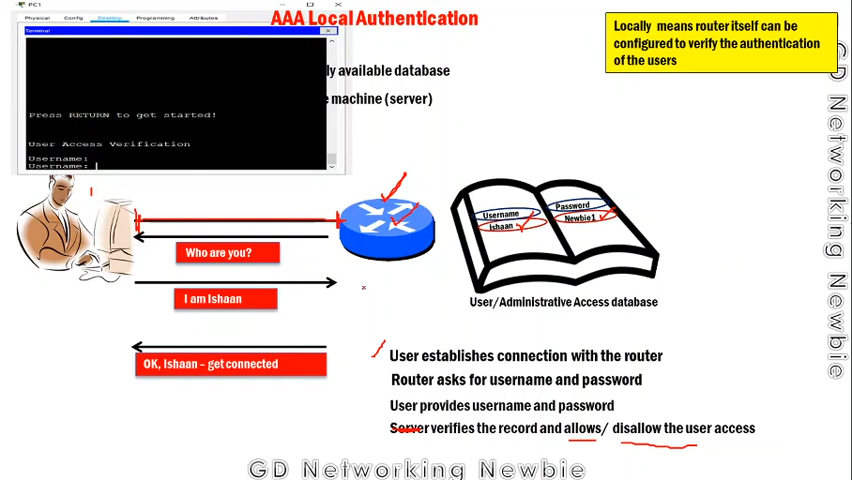 PC1
Physical Config Desktop Programming Attributes
AAA Local Authentication
Terminal
Locally means router itself can be
configured to verify the authentication
of the users
ly available database
e machine (server)
Press RETURN to get started!
User Access Verification
Username:
Username:
Username Password
Ishaan Newbie1
Who are you?
I am Ishaan
User/Administrative Access database
OK, Ishaan – get connected
User establishes connection with the router
Router asks for username and password
User provides username and password
Server verifies the record and allows/ disallow the user access
GD Networking Newbie
GD Networking Newbie